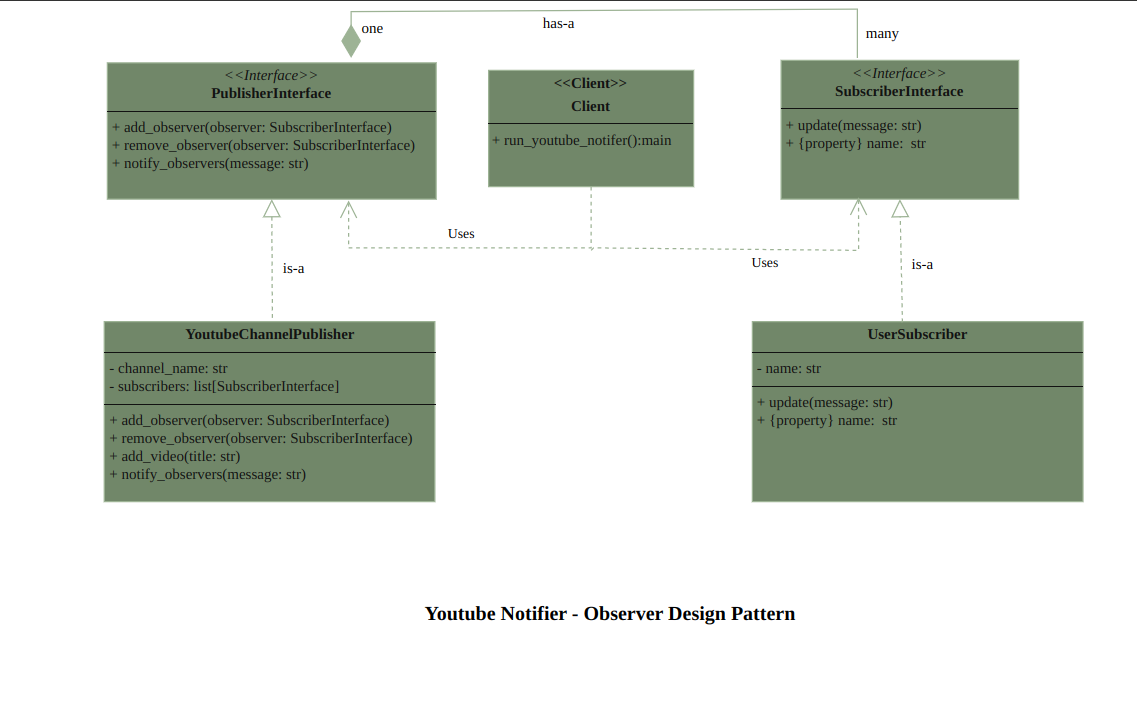 one
has-a
many
<<Interface>>
PublisherInterface
+ add_observer(observer: SubscriberInterface)
+ remove_observer(observer: SubscriberInterface)
+ notify_observers(message: str)
<<Client>>
Client
+ run_youtube_notifer():main
<<Interface>>
SubscriberInterface
+ update(message: str)
+ {property} name: str
Uses
Uses
is-a
is-a
YoutubeChannelPublisher
- channel_name: str
- subscribers: list[SubscriberInterface]
+ add_observer(observer: SubscriberInterface)
+ remove_observer(observer: SubscriberInterface)
+ add_video(title: str)
+ notify_observers(message: str)
UserSubscriber
- name: str
+ update(message: str)
+ {property} name: str
Youtube Notifier - Observer Design Pattern